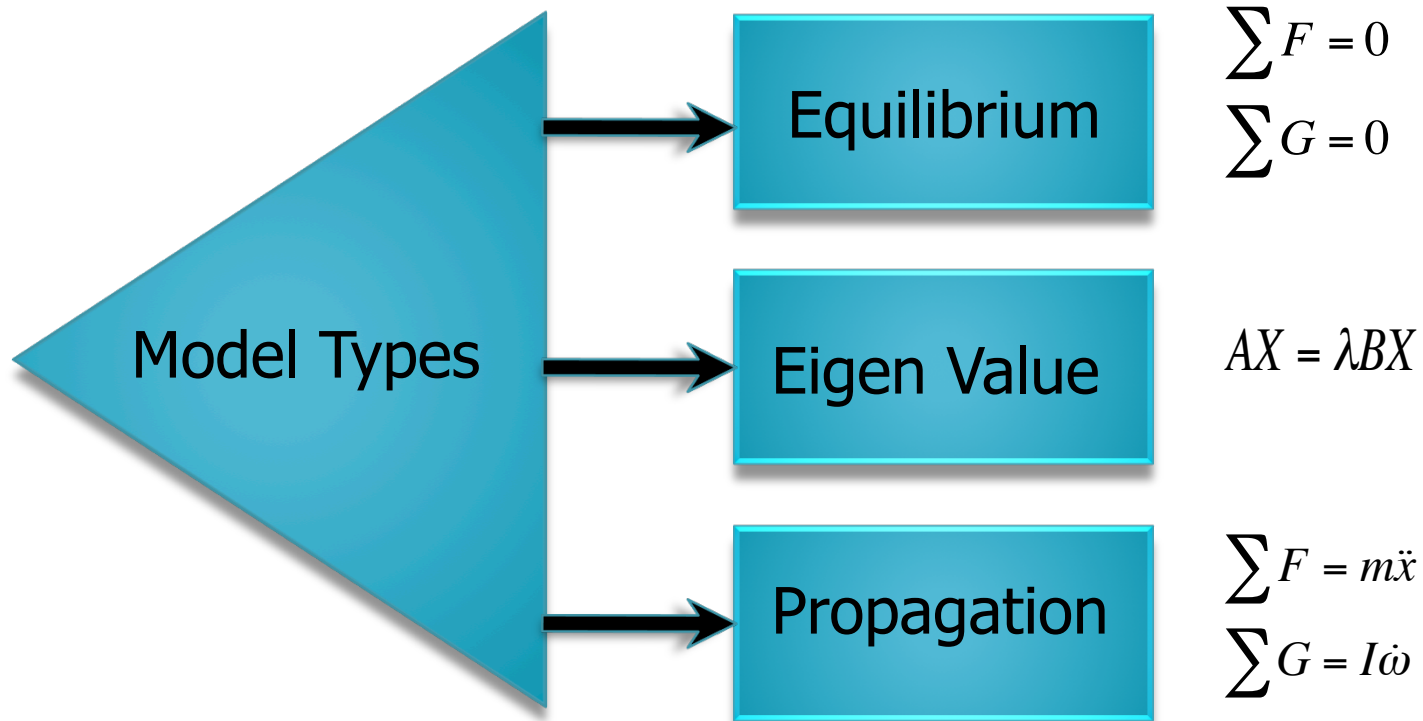 Model Types
Equilibrium
∑F = 0
∑G = 0
Eigen Value
AX = λBX
Propagation
∑F = mẍ
∑G = Iω̇